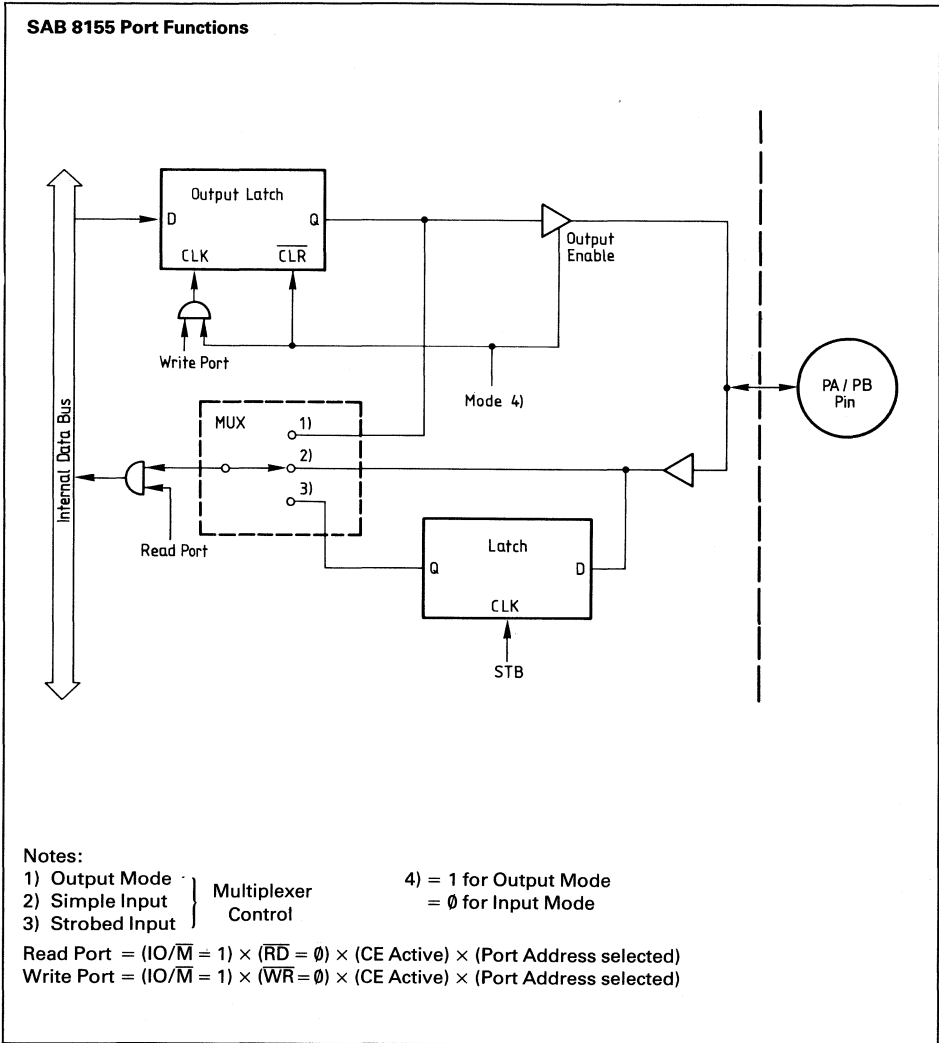 SAB 8155 Port Functions
Output Latch
D
Q
CLK
C̅L̅R̅
Output
Enable
Write Port
Mode 4)
PA / PB
Pin
Internal Data Bus
MUX
1)
2)
3)
Read Port
Latch
Q
D
CLK
STB
Notes:
1) Output Mode
2) Simple Input
3) Strobed Input
Multiplexer
Control
4) = 1 for Output Mode
= Ø for Input Mode
Read Port = (IO/M̅ = 1) × (R̅D̅ = Ø) × (CE Active) × (Port Address selected)
Write Port = (IO/M̅ = 1) × (W̅R̅ = Ø) × (CE Active) × (Port Address selected)